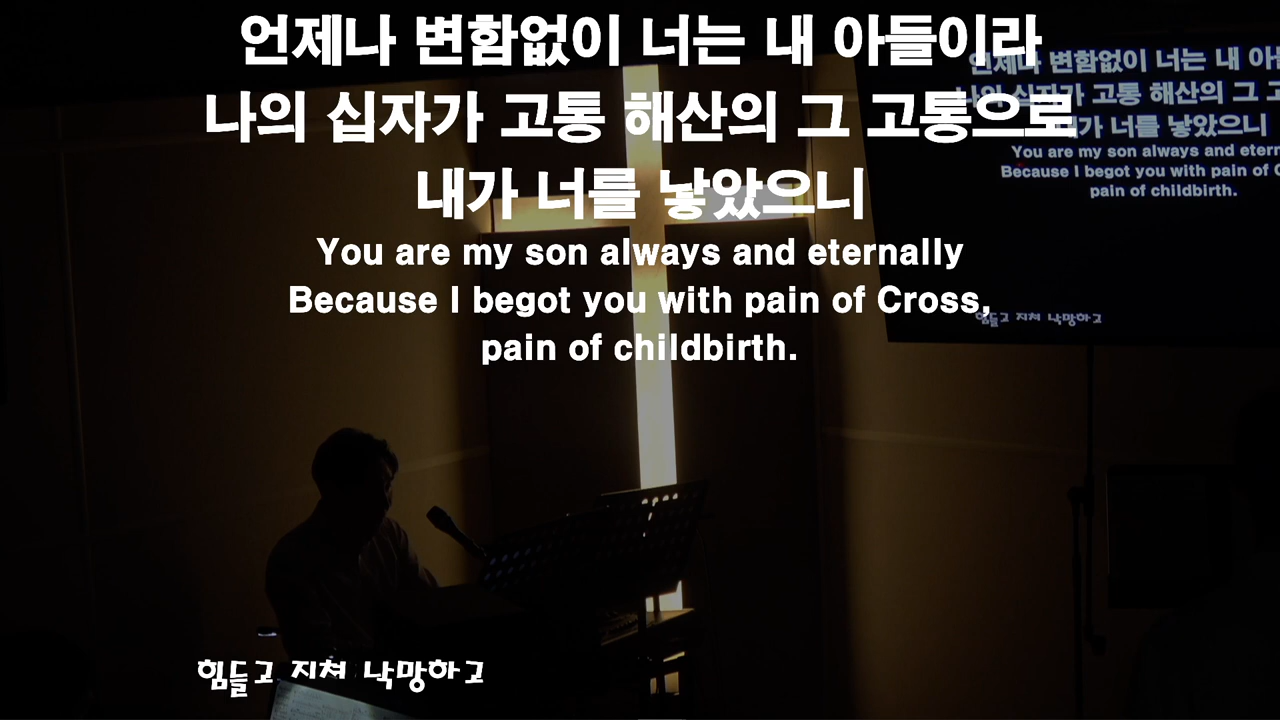 언제나 변함없이 너는 내 아들이라
나의 십자가 고통 해산의 그 고통으로
내가 너를 낳았으니
You are my son always and eternally
Because I begot you with pain of Cross,
pain of childbirth.
언제나 변함없이 너는 내 아들
나의 십자가 고통 해산의 그
가 너를 낳았으니
You are my son always and etern
Because I begot you with pain of C
pain of childbirth.
힘들고 지쳐 낙망하고
힘들고 지쳐 낙망하고